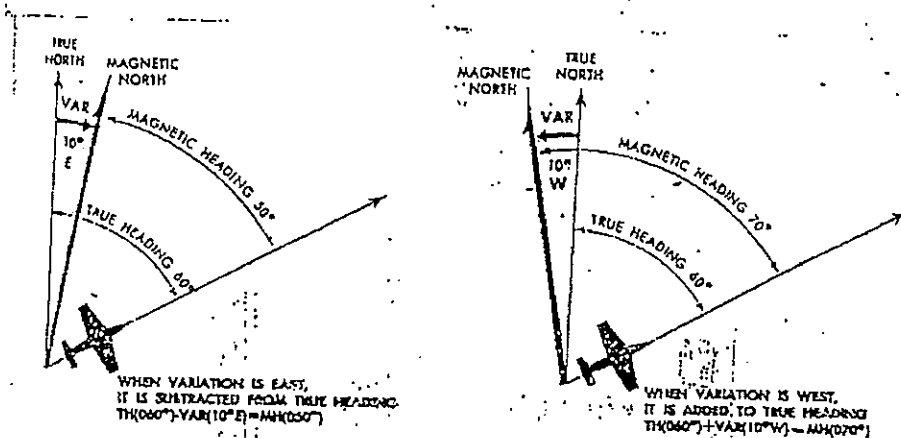 TRUE
NORTH
MAGNETIC
NORTH
VAR
10°
E
MAGNETIC HEADING 50°
TRUE HEADING 60°
WHEN VARIATION IS EAST,
IT IS SUBTRACTED FROM TRUE HEADING
TH(060°)-VAR(10°E)=MH(050°)
MAGNETIC
NORTH
TRUE
NORTH
VAR
10°
W
MAGNETIC HEADING 70°
TRUE HEADING 60°
WHEN VARIATION IS WEST,
IT IS ADDED TO TRUE HEADING
TH(060°)+VAR(10°W)=MH(070°)